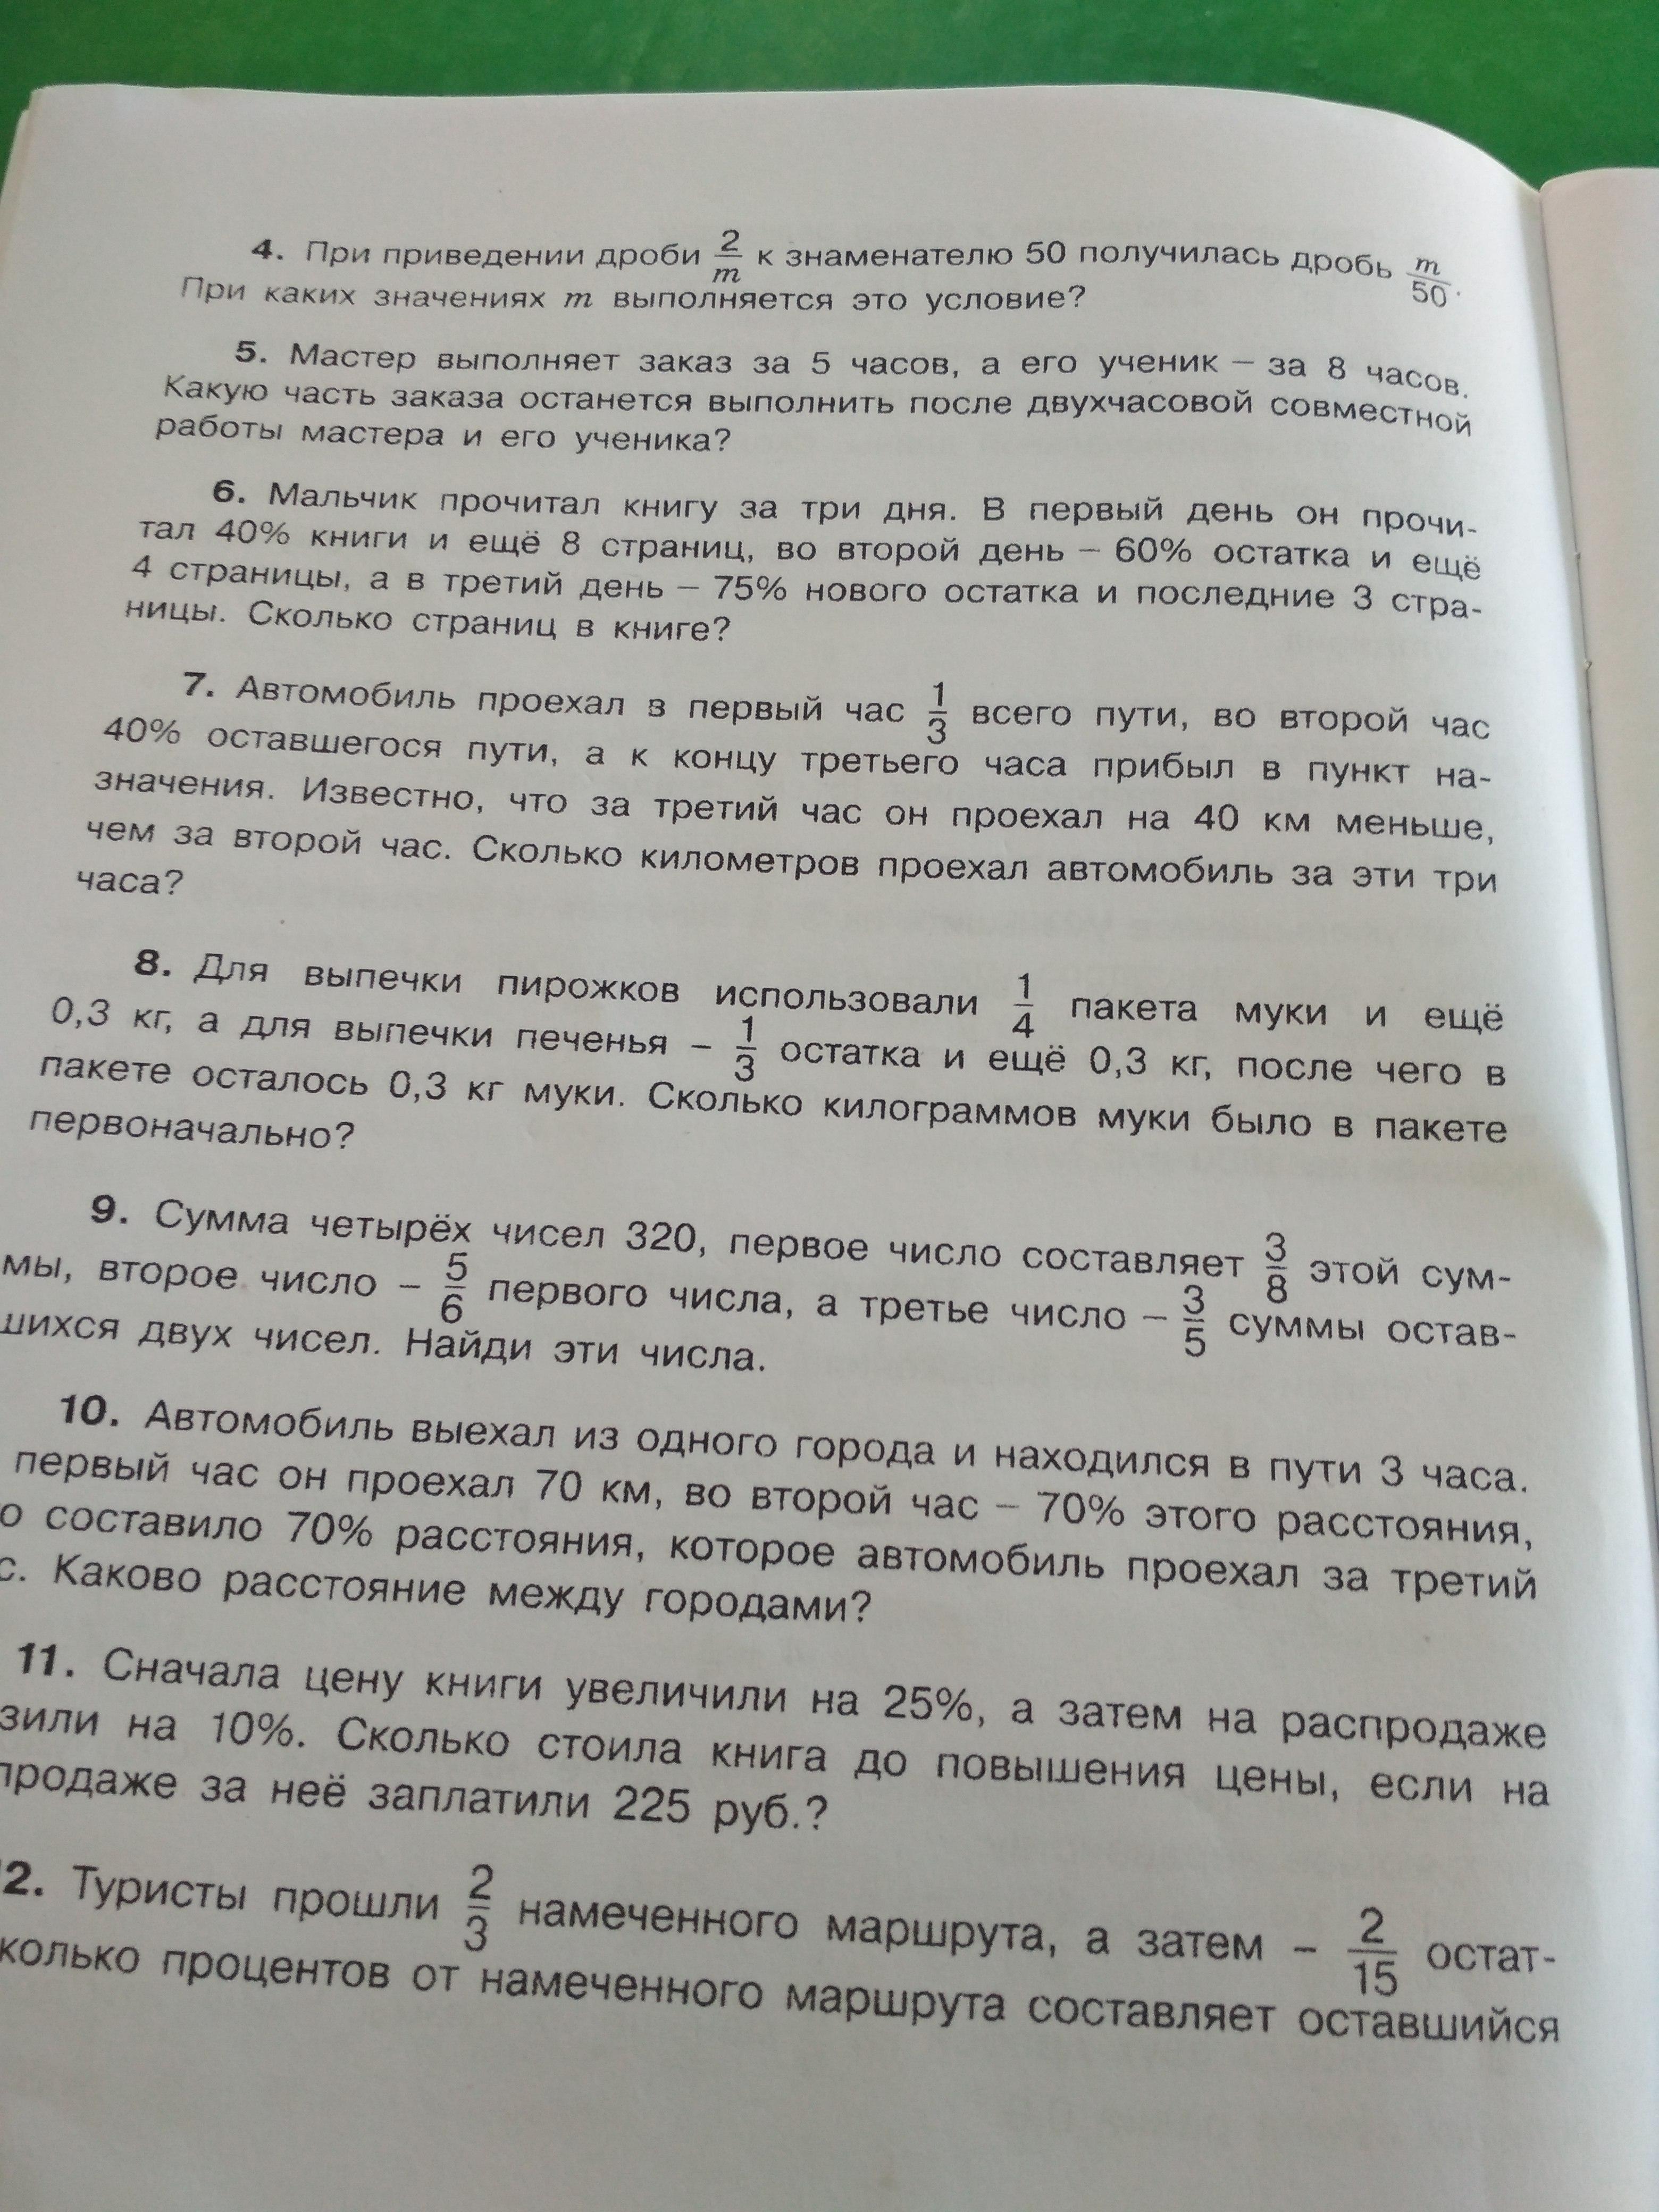 4. При приведении дроби 2/m к знаменателю 50 получилась дробь m/50.
При каких значениях m выполняется это условие?
5. Мастер выполняет заказ за 5 часов, а его ученик – за 8 часов.
Какую часть заказа останется выполнить после двухчасовой совместной
работы мастера и его ученика?
6. Мальчик прочитал книгу за три дня. В первый день он прочи-
тал 40% книги и ещё 8 страниц, во второй день – 60% остатка и ещё
4 страницы, а в третий день – 75% нового остатка и последние 3 стра-
ницы. Сколько страниц в книге?
7. Автомобиль проехал в первый час 1/3 всего пути, во второй час
40% оставшегося пути, а к концу третьего часа прибыл в пункт на-
значения. Известно, что за третий час он проехал на 40 км меньше,
чем за второй час. Сколько километров проехал автомобиль за эти три
часа?
8. Для выпечки пирожков использовали 1/4 пакета муки и ещё
0,3 кг, а для выпечки печенья – 1/3 остатка и ещё 0,3 кг, после чего в
пакете осталось 0,3 кг муки. Сколько килограммов муки было в пакете
первоначально?
9. Сумма четырёх чисел 320, первое число составляет 3/8 этой сум-
мы, второе число – 5/6 первого числа, а третье число – 3/5 суммы остав-
шихся двух чисел. Найди эти числа.
10. Автомобиль выехал из одного города и находился в пути 3 часа.
первый час он проехал 70 км, во второй час – 70% этого расстояния,
о составило 70% расстояния, которое автомобиль проехал за третий
с. Каково расстояние между городами?
11. Сначала цену книги увеличили на 25%, а затем на распродаже
зили на 10%. Сколько стоила книга до повышения цены, если на
продаже за неё заплатили 225 руб.?
12. Туристы прошли 2/3 намеченного маршрута, а затем – 2/15 остат-
колько процентов от намеченного маршрута составляет оставшийся